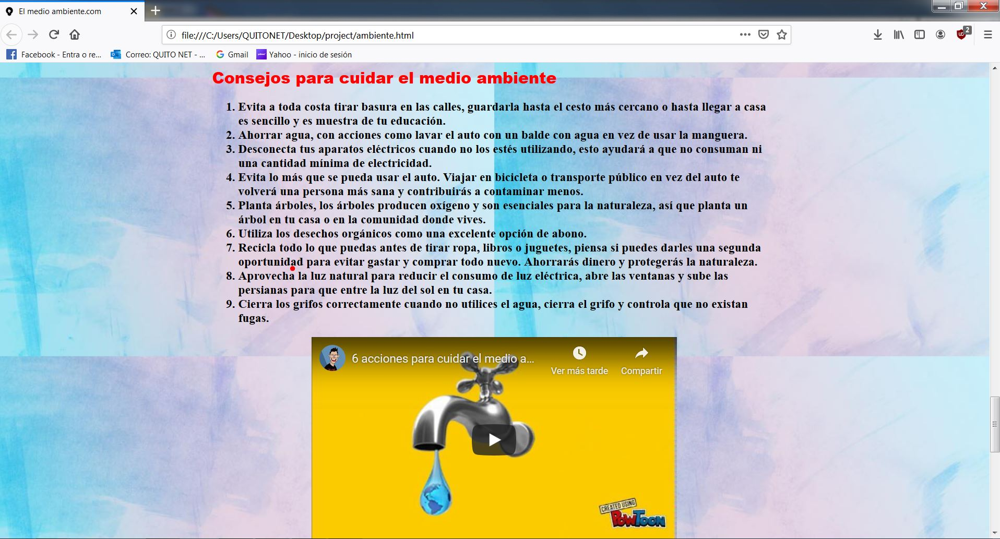 El medio ambiente.com
file:///C:/Users/QUITONET/Desktop/project/ambiente.html
2
Facebook - Entra o re... Correo: QUITO NET - ... Gmail Yahoo - inicio de sesión
Consejos para cuidar el medio ambiente
1. Evita a toda costa tirar basura en las calles, guardarla hasta el cesto más cercano o hasta llegar a casa
es sencillo y es muestra de tu educación.
2. Ahorrar agua, con acciones como lavar el auto con un balde con agua en vez de usar la manguera.
3. Desconecta tus aparatos eléctricos cuando no los estés utilizando, esto ayudará a que no consuman ni
una cantidad mínima de electricidad.
4. Evita lo más que se pueda usar el auto. Viajar en bicicleta o transporte público en vez del auto te
volverá una persona más sana y contribuirás a contaminar menos.
5. Planta árboles, los árboles producen oxígeno y son esenciales para la naturaleza, así que planta un
árbol en tu casa o en la comunidad donde vives.
6. Utiliza los desechos orgánicos como una excelente opción de abono.
7. Recicla todo lo que puedas antes de tirar ropa, libros o juguetes, piensa si puedes darles una segunda
oportunidad para evitar gastar y comprar todo nuevo. Ahorrarás dinero y protegerás la naturaleza.
8. Aprovecha la luz natural para reducir el consumo de luz eléctrica, abre las ventanas y sube las
persianas para que entre la luz del sol en tu casa.
9. Cierra los grifos correctamente cuando no utilices el agua, cierra el grifo y controla que no existan
fugas.
6 acciones para cuidar el medio a...
Ver más tarde Compartir
CREATED USING
POWTOON